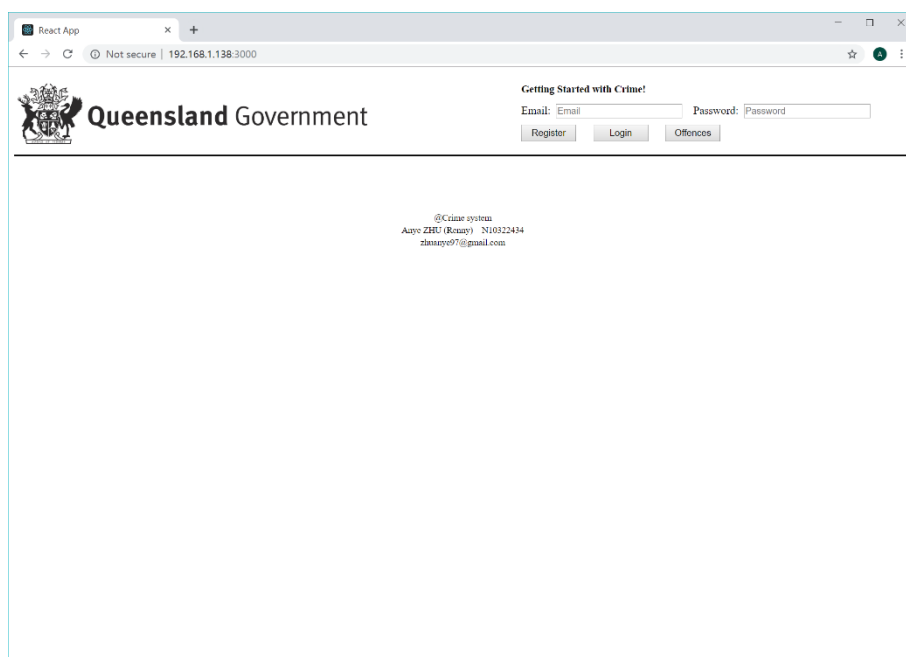 React App
Not secure | 192.168.1.138:3000
A
Queensland Government
Getting Started with Crime!
Email: Email Password: Password
Register Login Offences
@Crime system
Anye ZHU (Renny) N10322434
zhuanye97@gmail.com